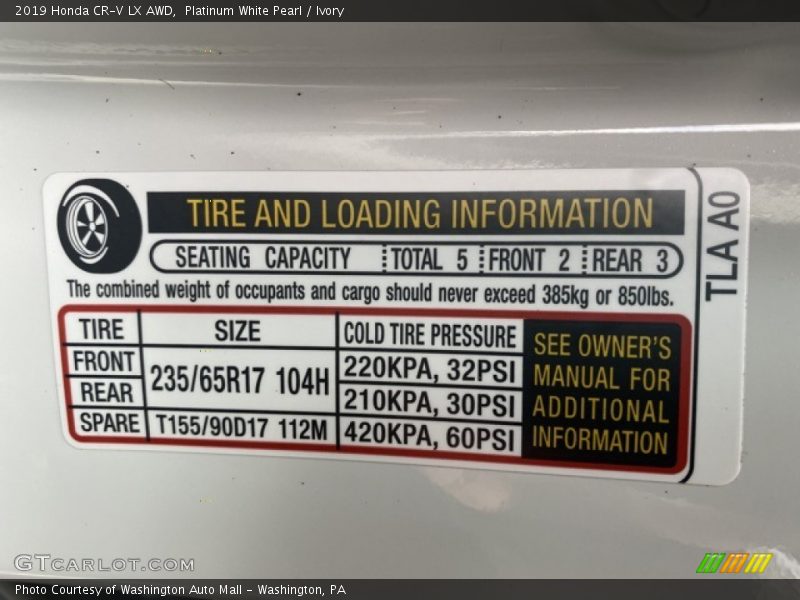 2019 Honda CR-V LX AWD,  Platinum White Pearl / Ivory
TIRE AND LOADING INFORMATION
SEATING CAPACITY TOTAL 5 FRONT 2 REAR 3
The combined weight of occupants and cargo should never exceed 385kg or 850lbs.
TIRE SIZE COLD TIRE PRESSURE
FRONT 235/65R17 104H 220KPA, 32PSI
REAR 210KPA, 30PSI
SPARE T155/90D17 112M 420KPA, 60PSI
SEE OWNER'S
MANUAL FOR
ADDITIONAL
INFORMATION
TLA A0
GTCARLOT.COM
Photo Courtesy of Washington Auto Mall - Washington, PA